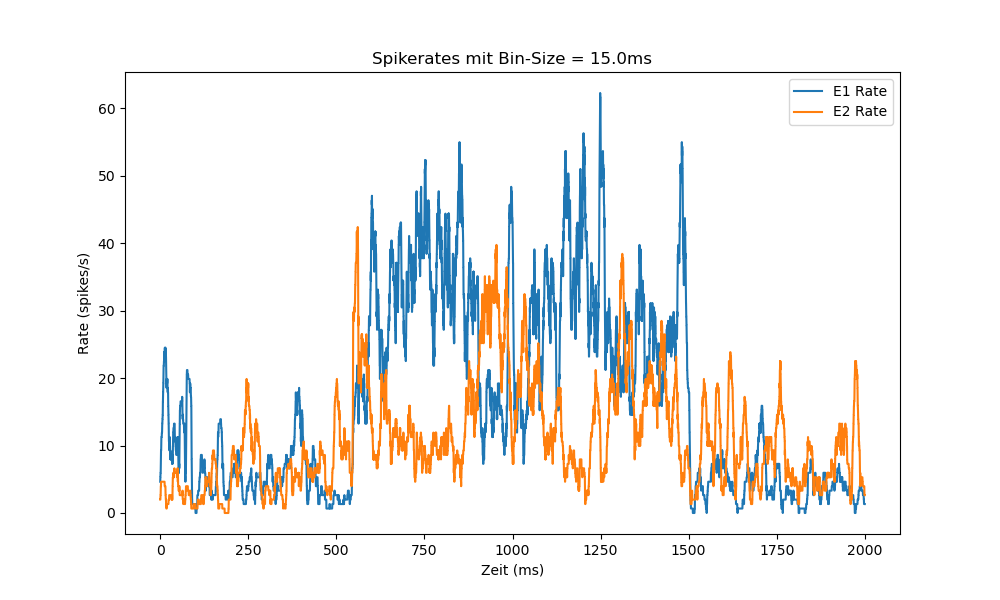 Spikerates mit Bin-Size = 15.0ms
E1 Rate
E2 Rate
60
50
40
30
20
10
0
Rate (spikes/s)
0 250 500 750 1000 1250 1500 1750 2000
Zeit (ms)